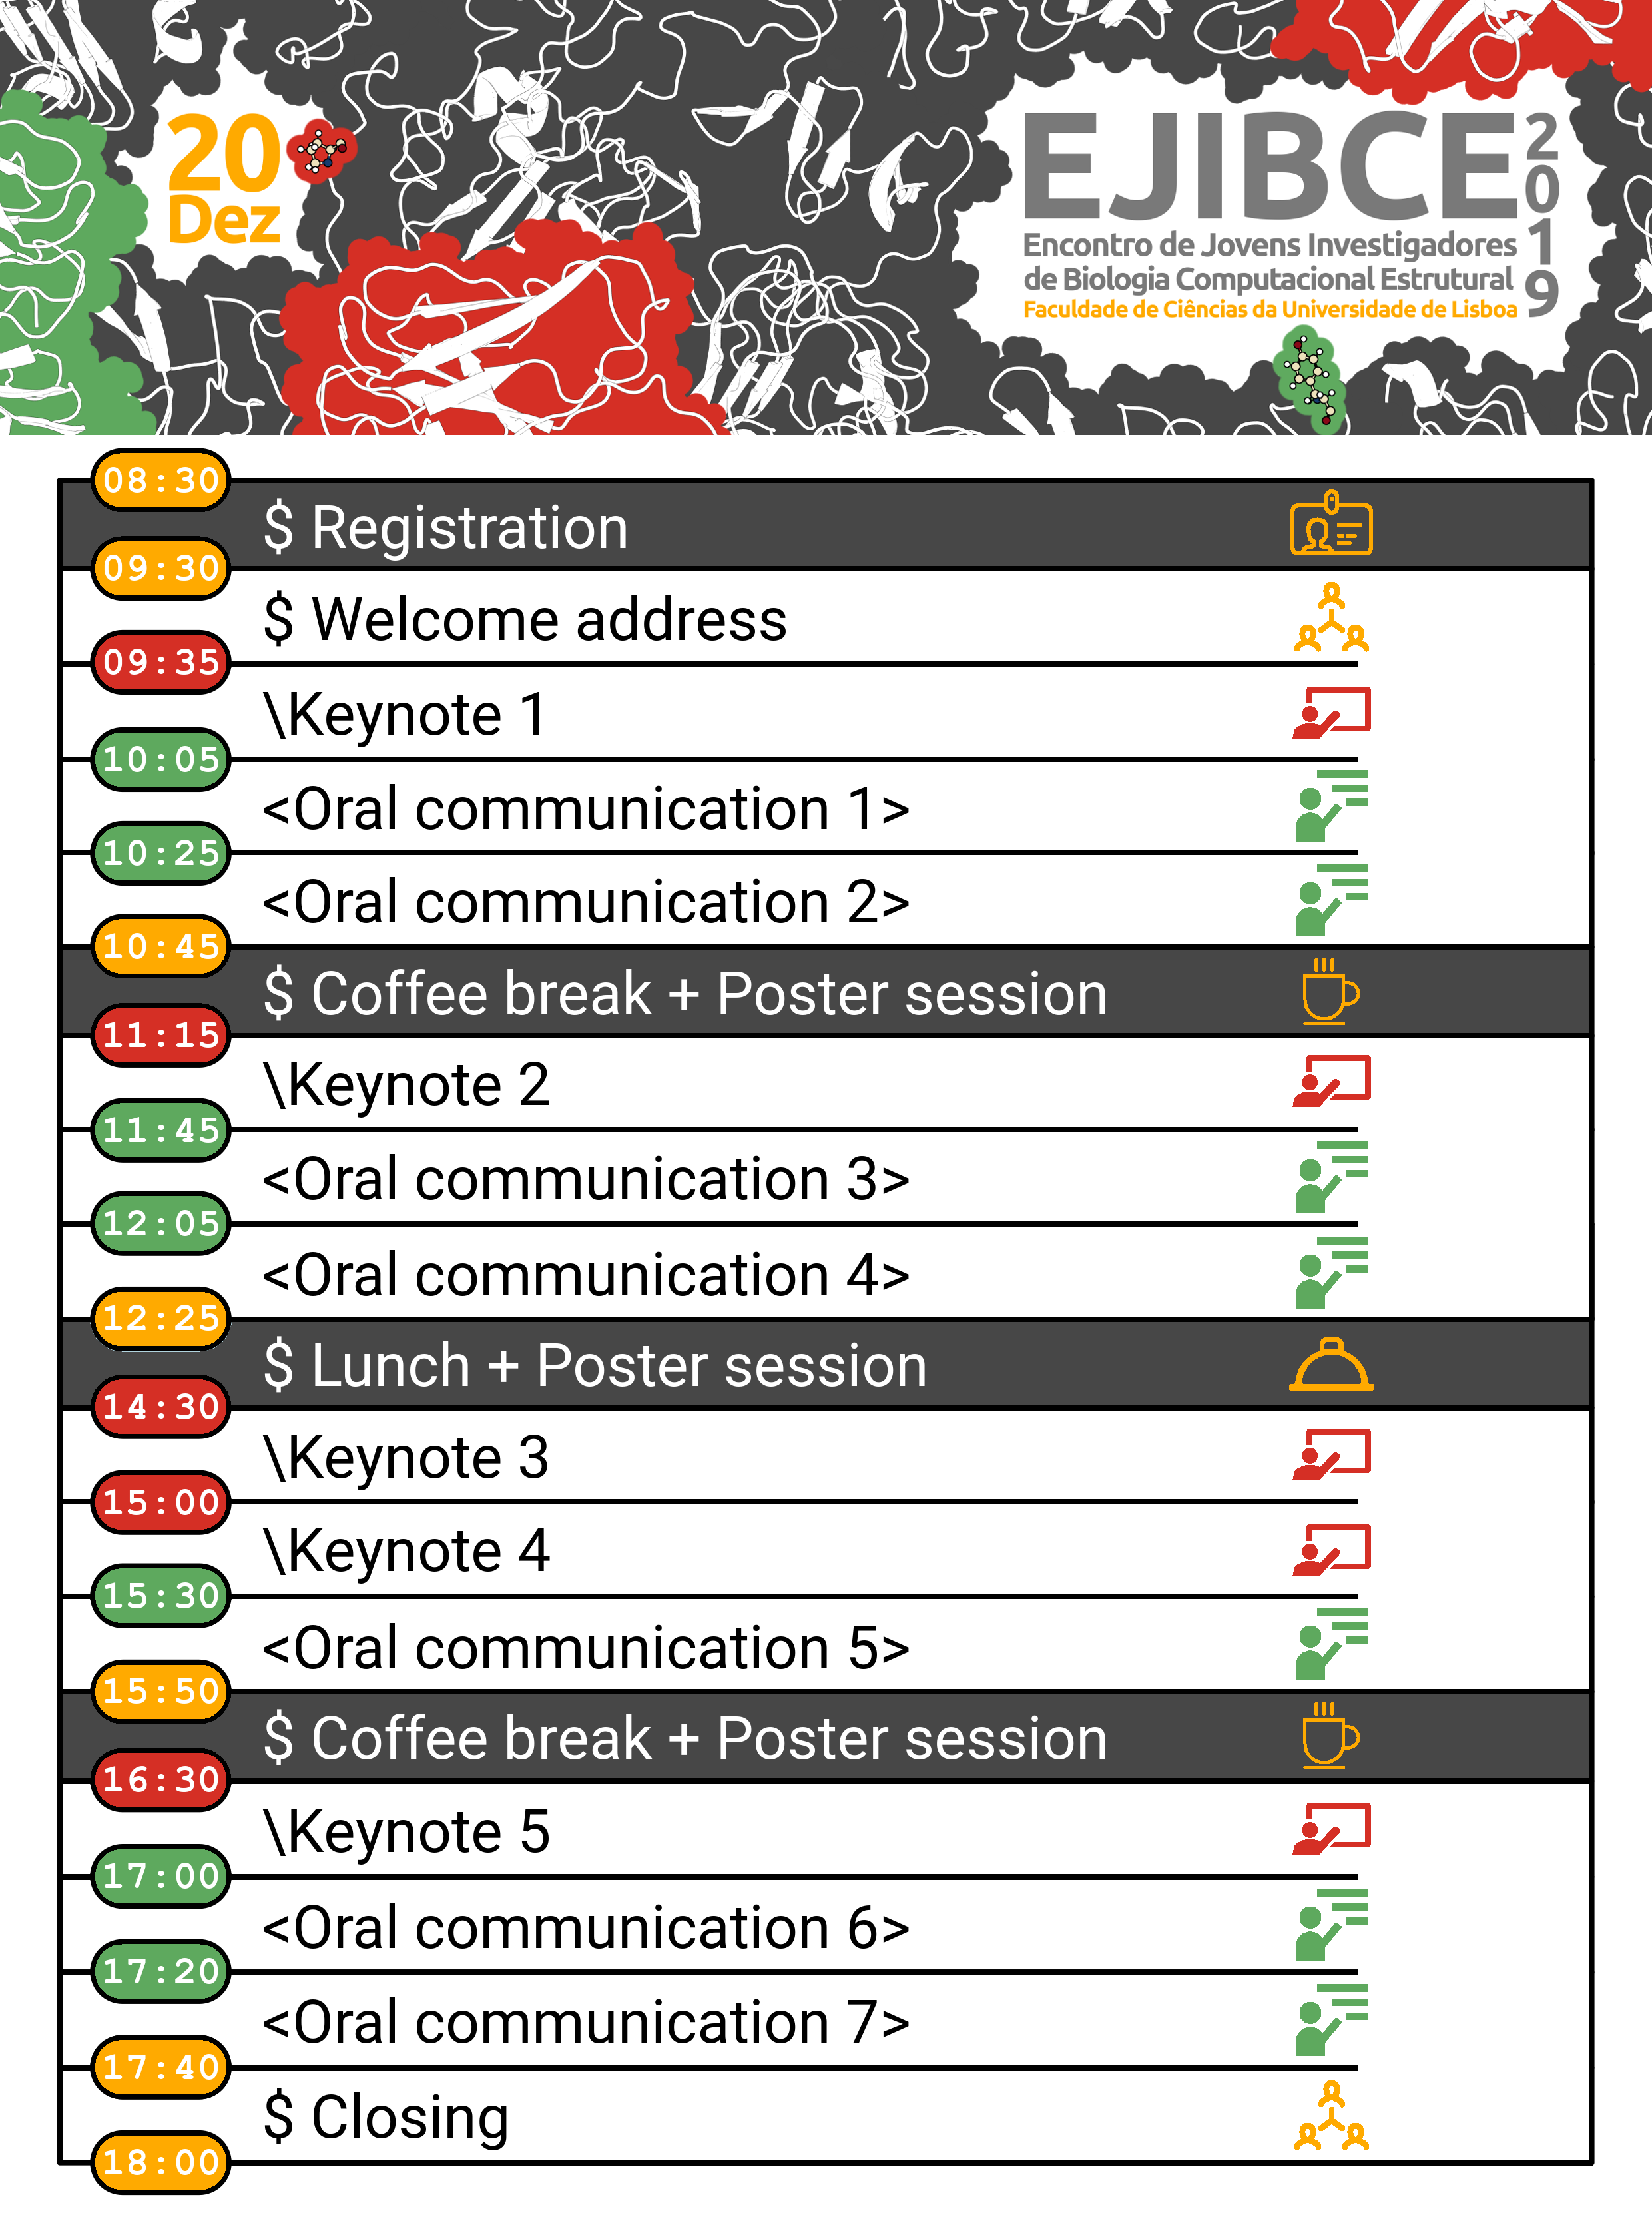 20
Dez
EJIBCE 2019
Encontro de Jovens Investigadores
de Biologia Computacional Estrutural
Faculdade de Ciências da Universidade de Lisboa
08:30
$ Registration
09:30
$ Welcome address
09:35
\Keynote 1
10:05
<Oral communication 1>
10:25
<Oral communication 2>
10:45
$ Coffee break + Poster session
11:15
\Keynote 2
11:45
<Oral communication 3>
12:05
<Oral communication 4>
12:25
$ Lunch + Poster session
14:30
\Keynote 3
15:00
\Keynote 4
15:30
<Oral communication 5>
15:50
$ Coffee break + Poster session
16:30
\Keynote 5
17:00
<Oral communication 6>
17:20
<Oral communication 7>
17:40
$ Closing
18:00